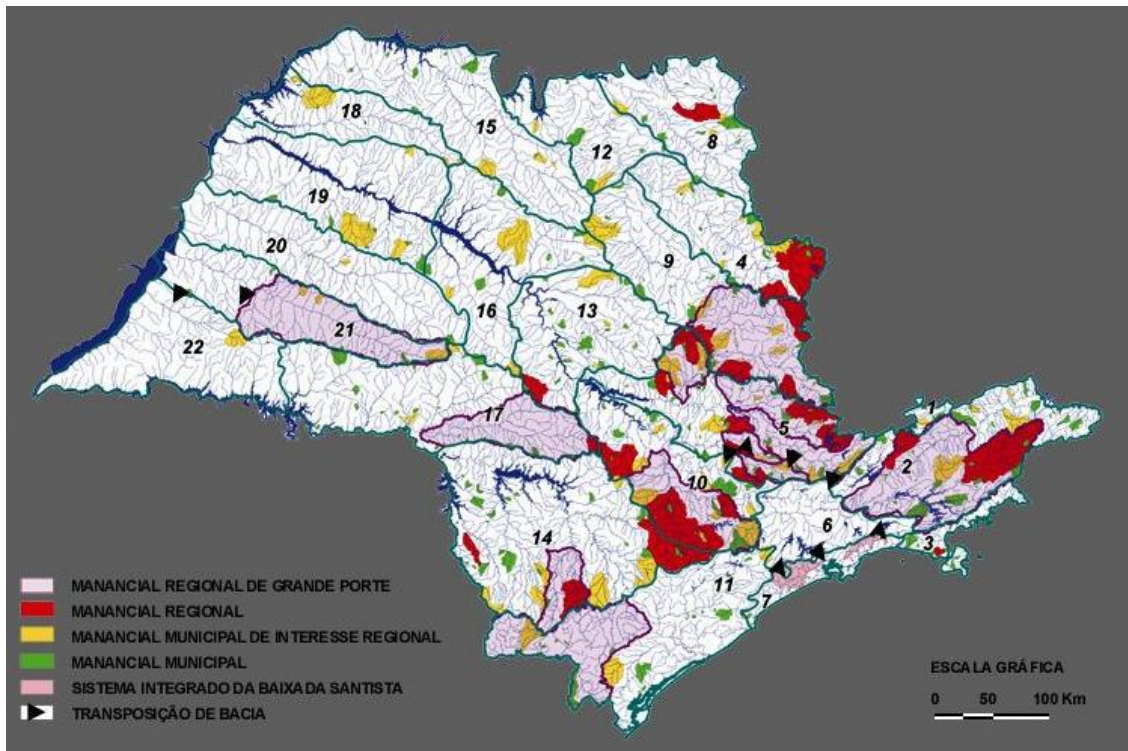 18
15
12
8
19
9
4
20
16
13
21
22
1
5
17
2
10
6
3
14
11
7
MANANCIAL REGIONAL DE GRANDE PORTE
MANANCIAL REGIONAL
MANANCIAL MUNICIPAL DE INTERESSE REGIONAL
MANANCIAL MUNICIPAL
SISTEMA INTEGRADO DA BAIXADA SANTISTA
TRANSPOSIÇÃO DE BACIA
ESCALA GRÁFICA
0 50 100 Km